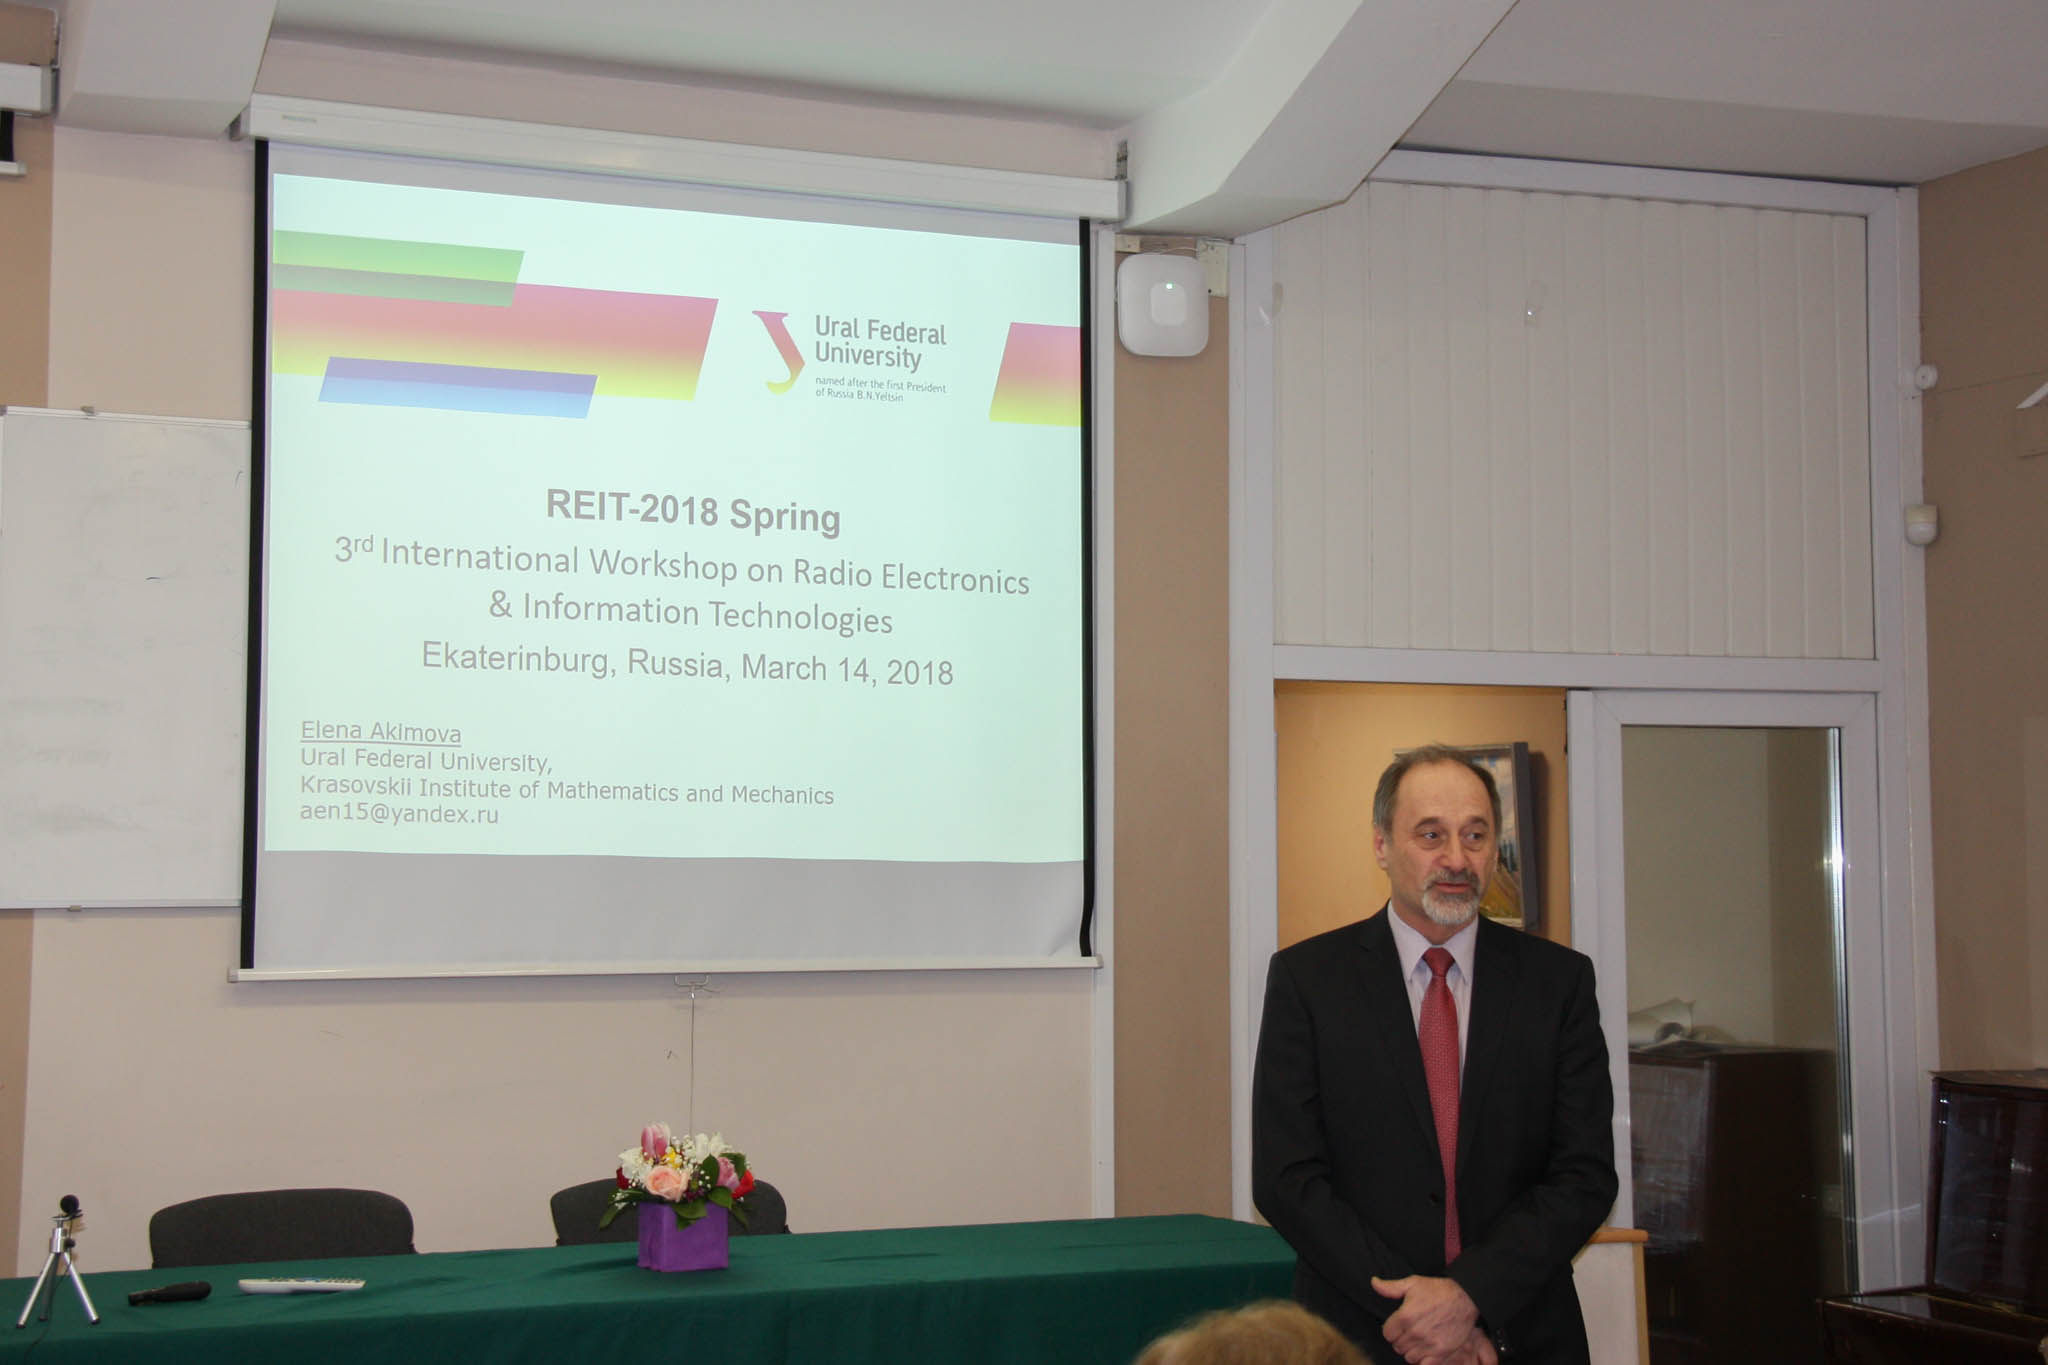 Ural Federal
University
named after the first President
of Russia B.N.Yeltsin
REIT-2018 Spring
3rd International Workshop on Radio Electronics
& Information Technologies
Ekaterinburg, Russia, March 14, 2018
Elena Akimova
Ural Federal University,
Krasovskii Institute of Mathematics and Mechanics
aen15@yandex.ru